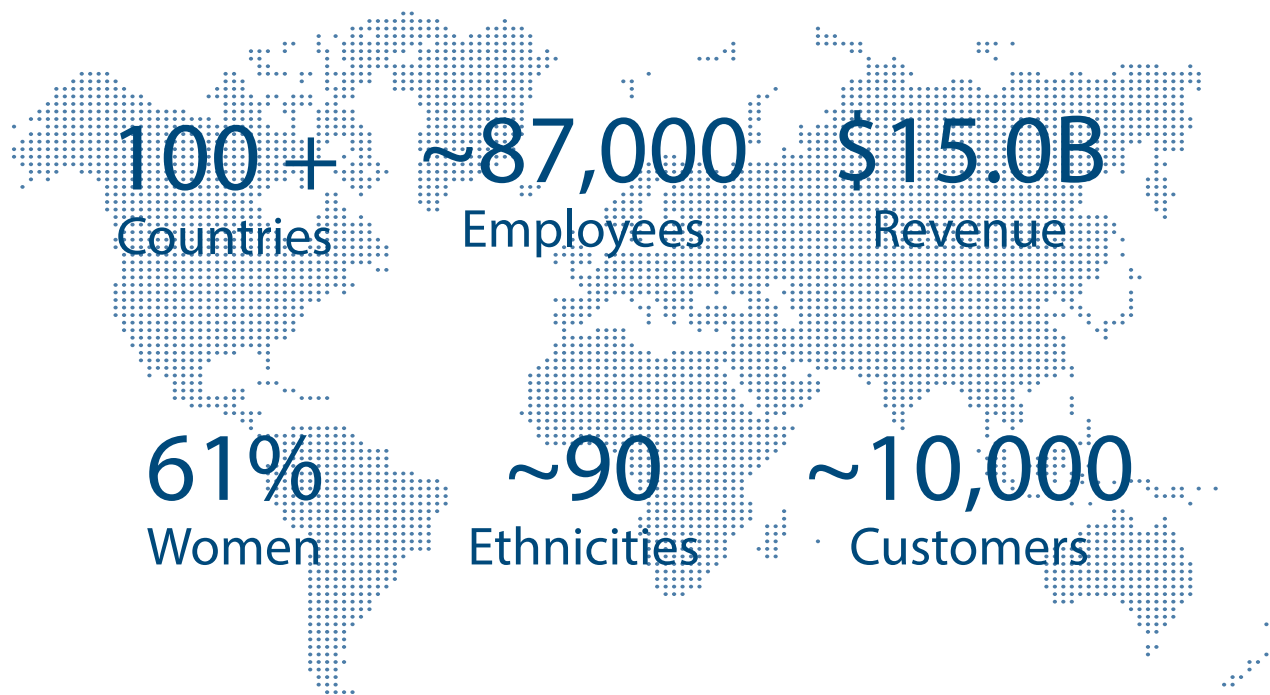 100 +
Countries
~87,000
Employees
$15.0B
Revenue
61%
Women
~90
Ethnicities
~10,000
Customers